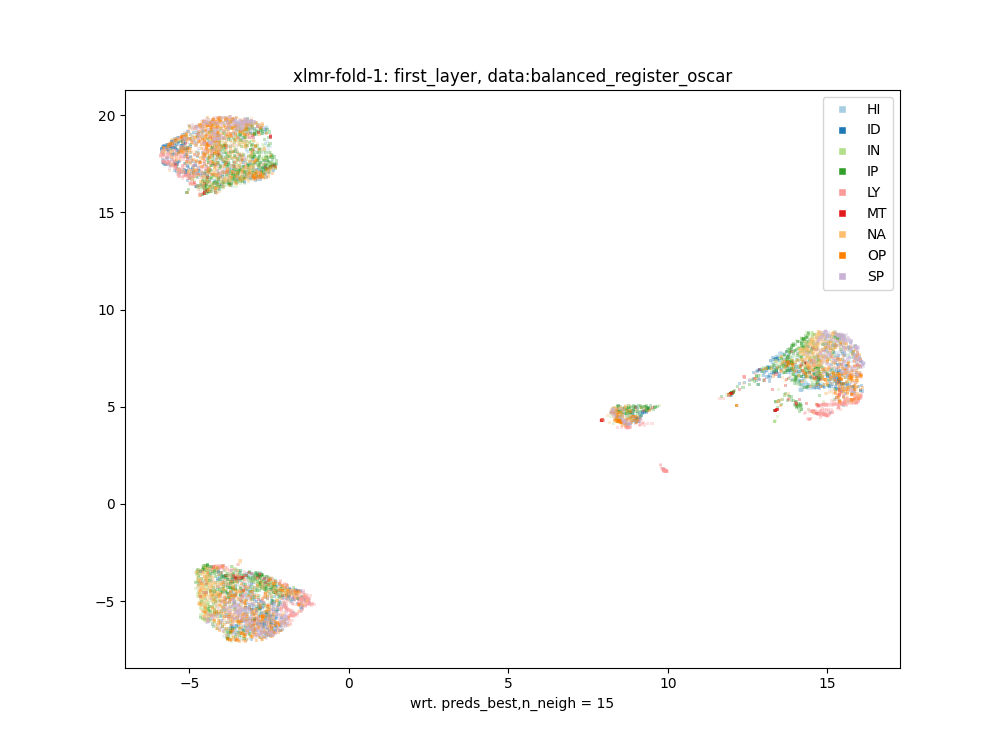 xlmr-fold-1: first_layer, data:balanced_register_oscar
HI
ID
IN
IP
LY
MT
NA
OP
SP
20
15
10
5
0
−5
−5
0
5
10
15
wrt. preds_best,n_neigh = 15